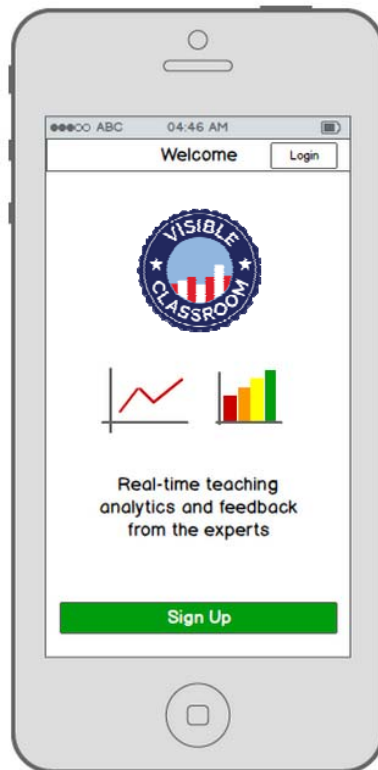 ABC 04:46 AM
Welcome Login
VISIBLE
CLASSROOM
Real-time teaching
analytics and feedback
from the experts
Sign Up